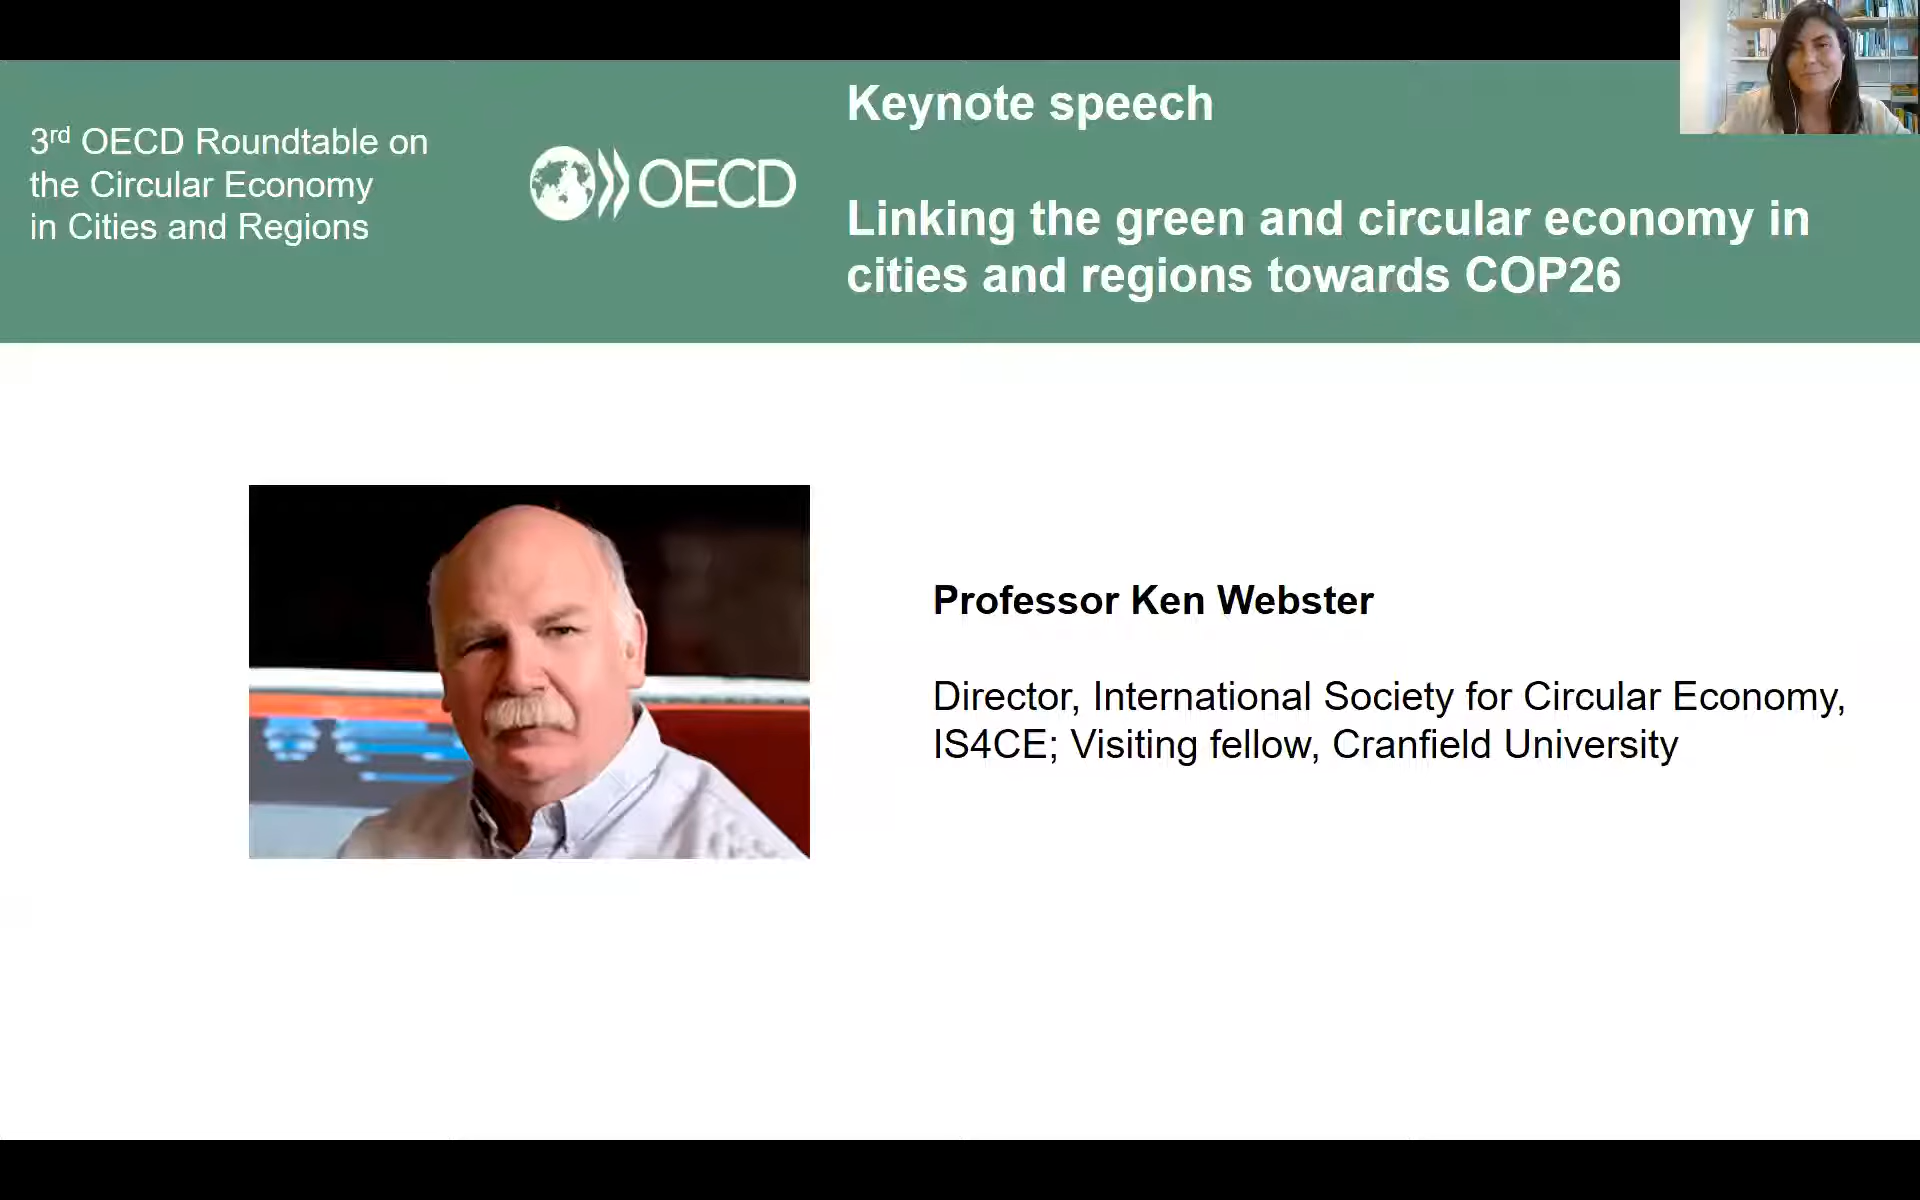 3rd OECD Roundtable on
the Circular Economy
in Cities and Regions
OECD
Keynote speech
Linking the green and circular economy in
cities and regions towards COP26
Professor Ken Webster
Director, International Society for Circular Economy,
IS4CE; Visiting fellow, Cranfield University